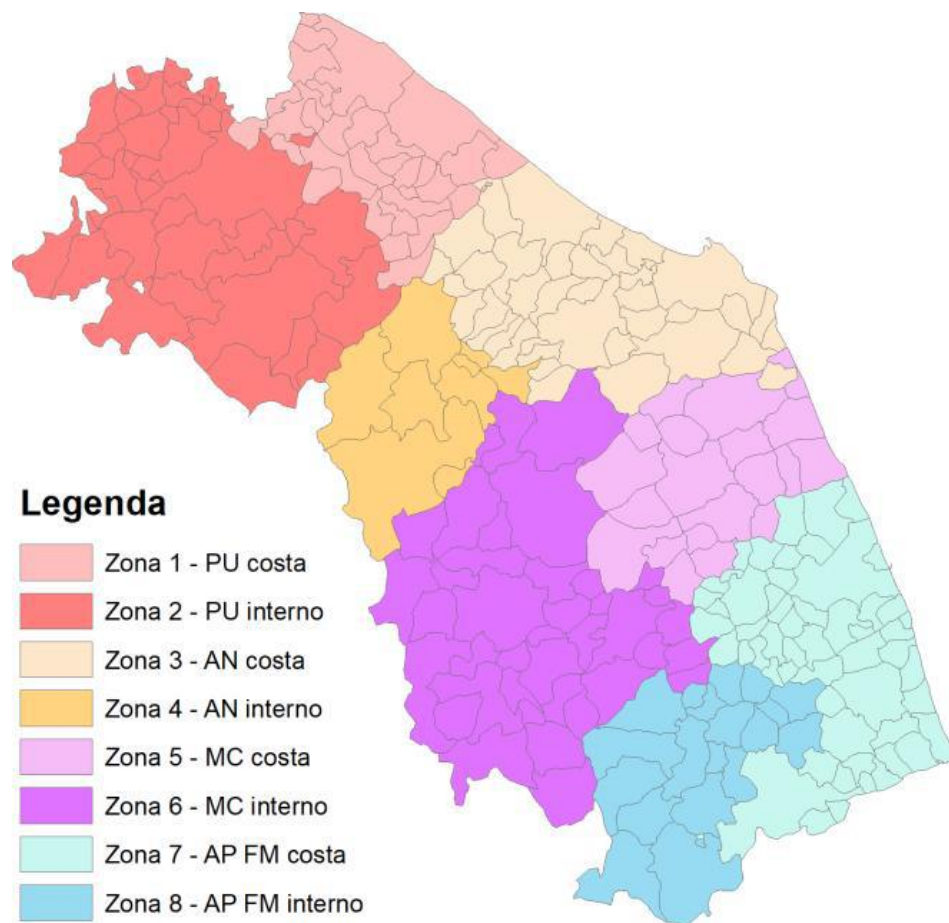 Legenda
Zona 1 - PU costa
Zona 2 - PU interno
Zona 3 - AN costa
Zona 4 - AN interno
Zona 5 - MC costa
Zona 6 - MC interno
Zona 7 - AP FM costa
Zona 8 - AP FM interno